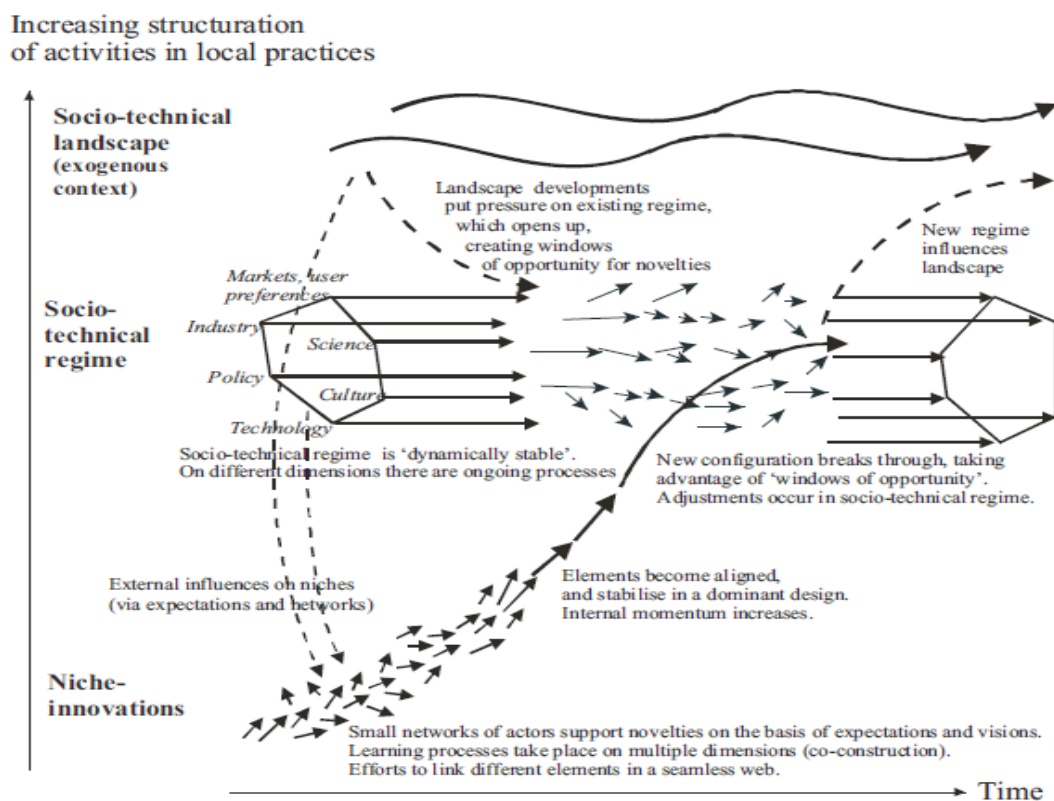 Increasing structuration
of activities in local practices
Socio-technical
landscape
(exogenous
context)
Landscape developments
put pressure on existing regime,
which opens up,
creating windows
of opportunity for novelties
New regime
influences
landscape
Markets, user
preferences
Socio-
technical
regime
Industry
Science
Policy
Culture
Technology
Socio-technical regime is ‘dynamically stable’.
On different dimensions there are ongoing processes
New configuration breaks through, taking
advantage of ‘windows of opportunity’.
Adjustments occur in socio-technical regime.
External influences on niches
(via expectations and networks)
Elements become aligned,
and stabilise in a dominant design.
Internal momentum increases.
Niche-
innovations
Small networks of actors support novelties on the basis of expectations and visions.
Learning processes take place on multiple dimensions (co-construction).
Efforts to link different elements in a seamless web.
Time